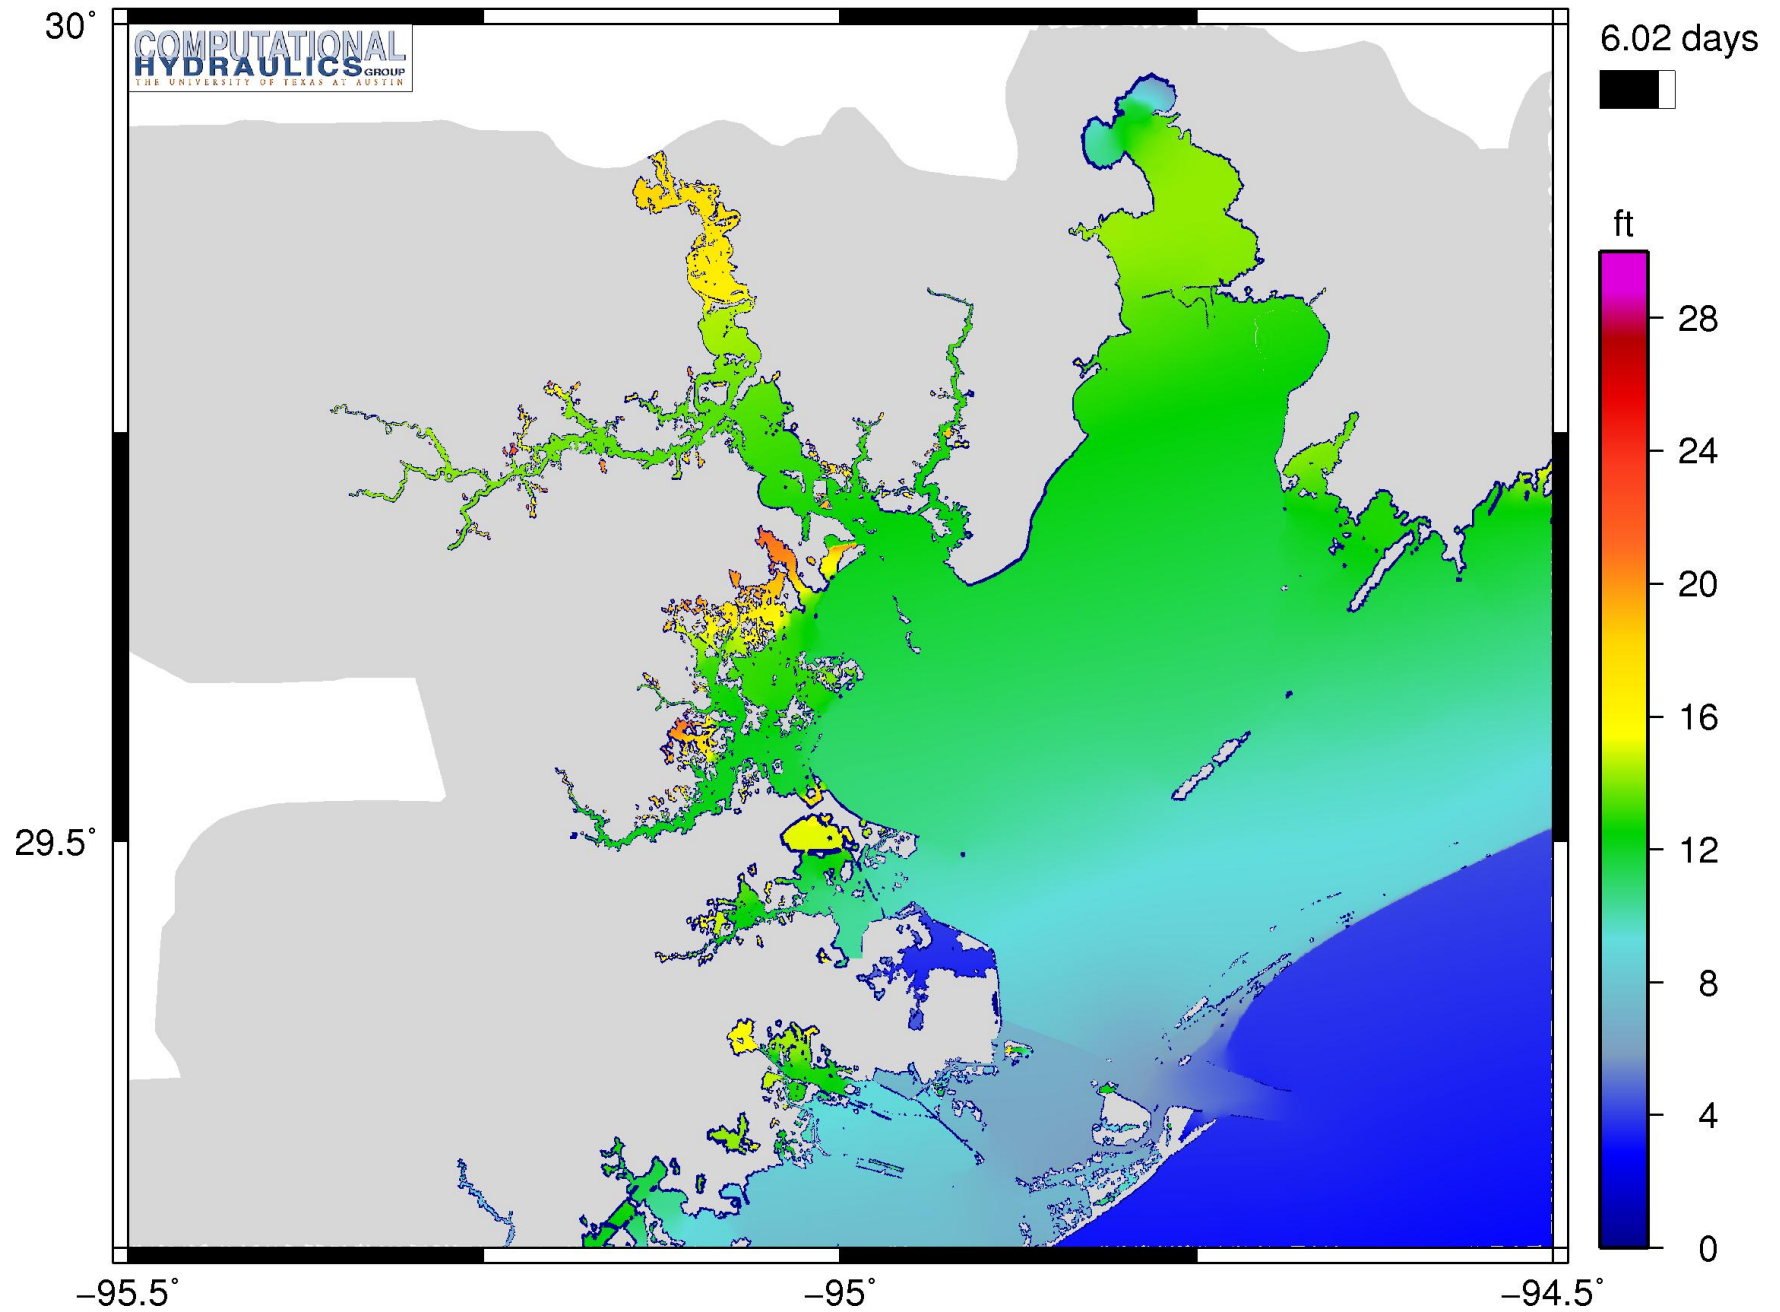 30°
COMPUTATIONAL
HYDRAULICS GROUP
THE UNIVERSITY OF TEXAS AT AUSTIN
6.02 days
ft
28
24
20
16
12
8
4
0
29.5°
−95.5°
−95°
−94.5°